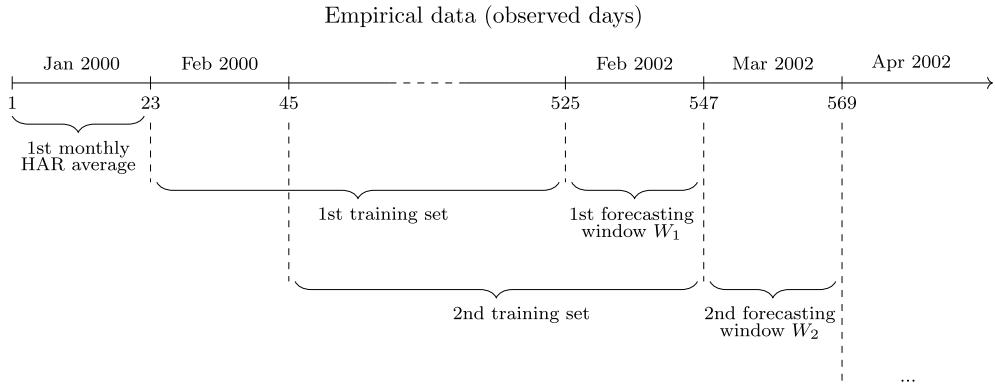 Empirical data (observed days)
Jan 2000 Feb 2000 Feb 2002 Mar 2002 Apr 2002
1 23 45 525 547 569
1st monthly
HAR average
1st training set
1st forecasting
window W₁
2nd training set
2nd forecasting
window W₂
...